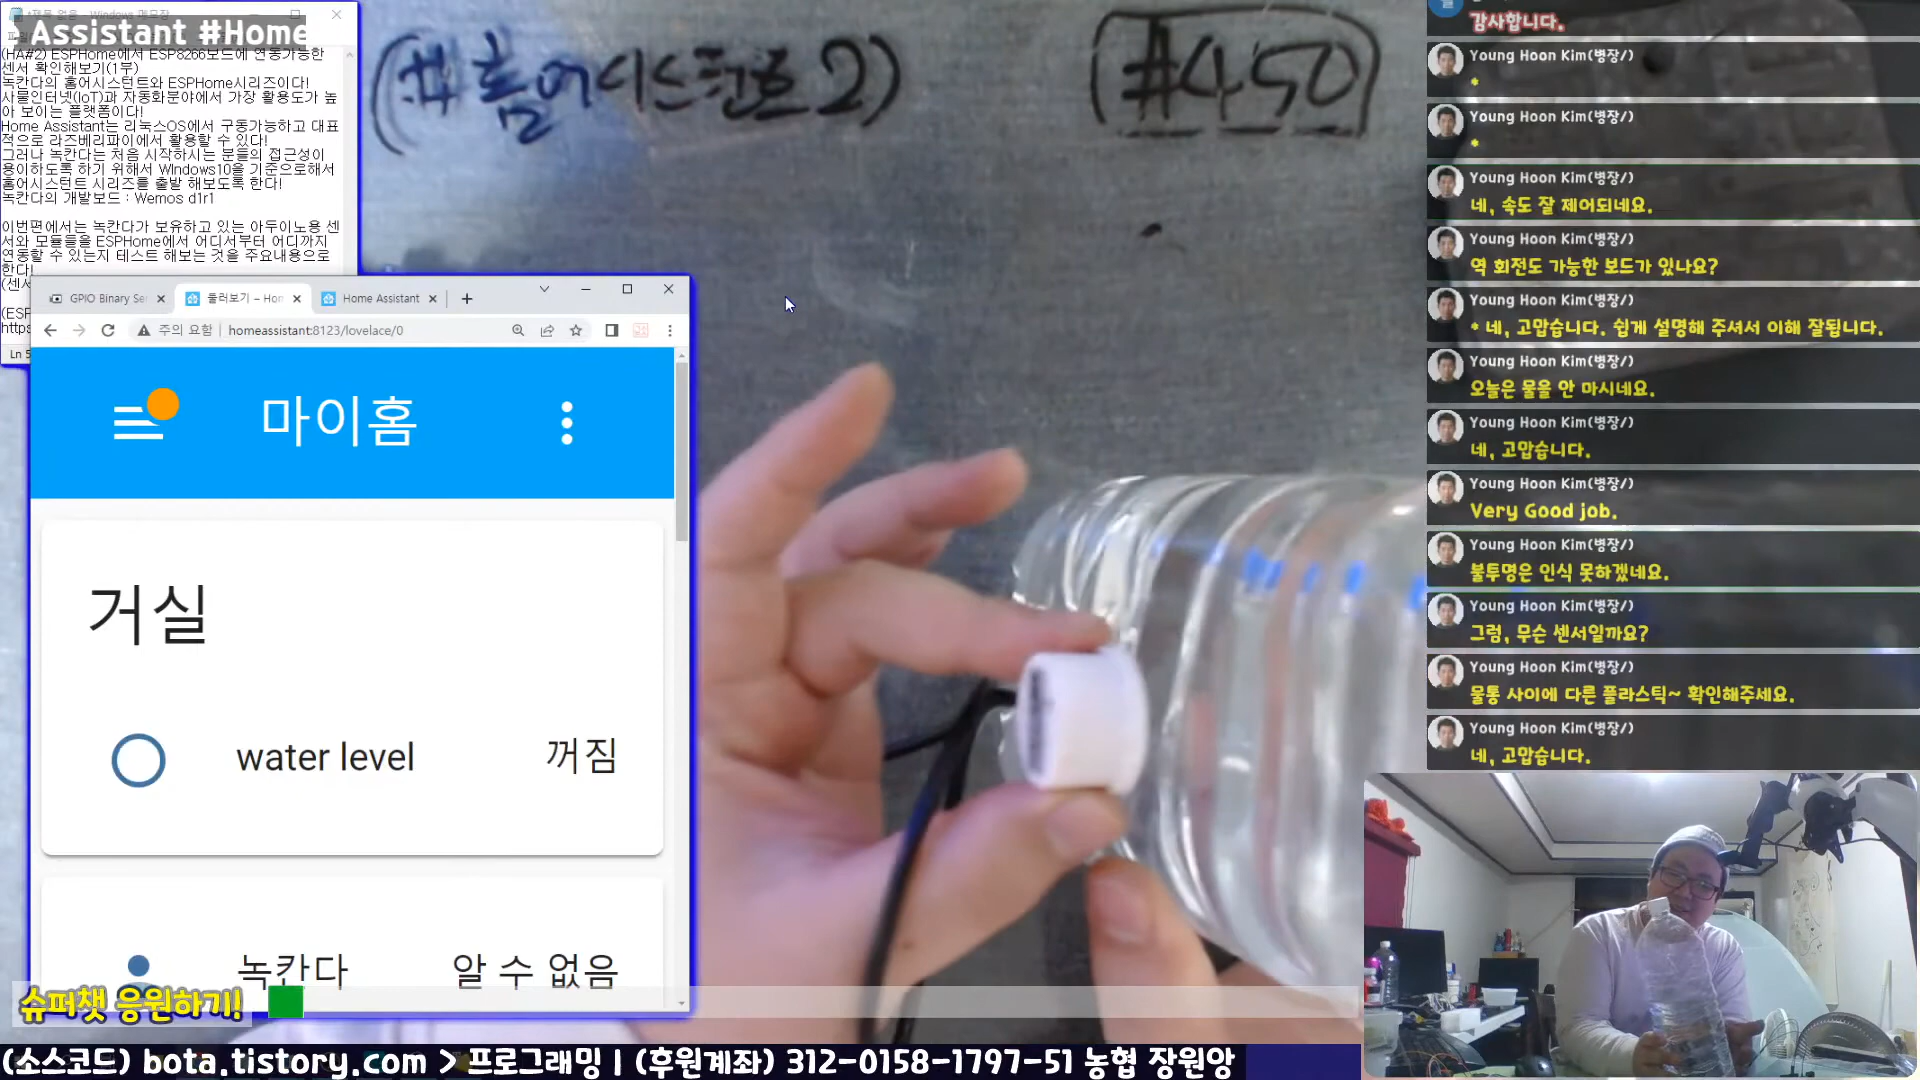 Assistant #Home
(HA#2) ESPHome에서 ESP8266보드에 연동가능한
센서 확인해보기(1부)
녹칸다의 홈어시스턴트와 ESPHome시리즈이다!
사물인터넷(IoT)과 자동화분야에서 가장 활용도가 높
아 보이는 플랫폼이다!
Home Assistant는 리눅스OS에서 구동가능하고 대표
적으로 라즈베리파이에서 활용할 수 있다!
그러나 녹칸다는 처음 시작하시는 분들의 접근성이
용이하도록 하기 위해서 Windows10을 기준으로해서
홈어시스턴트 시리즈를 출발 해보도록 한다!
녹칸다의 개발보드 : Wemos d1r1
이번편에서는 녹칸다가 보유하고 있는 아두이노용 센
서와 모듈들을 ESPHome에서 어디서부터 어디까지
연동할 수 있는지 테스트 해보는 것을 주요내용으로
한다!
(센서
(ESP
https
Ln 5
(#홈어시스턴트2)
#450
GPIO Binary Se
둘러보기 – Hon
Home Assistant
주의 요함
homeassistant:8123/lovelace/0
마이홈
거실
water level 꺼짐
녹칸다 알 수 없음
감사합니다.
Young Hoon Kim(병장/)
*
Young Hoon Kim(병장/)
*
Young Hoon Kim(병장/)
네, 속도 잘 제어되네요.
Young Hoon Kim(병장/)
역 회전도 가능한 보드가 있나요?
Young Hoon Kim(병장/)
* 네, 고맙습니다. 쉽게 설명해 주셔서 이해 잘됩니다.
Young Hoon Kim(병장/)
오늘은 물을 안 마시네요.
Young Hoon Kim(병장/)
네, 고맙습니다.
Young Hoon Kim(병장/)
Very Good job.
Young Hoon Kim(병장/)
불투명은 인식 못하겠네요.
Young Hoon Kim(병장/)
그럼, 무슨 센서일까요?
Young Hoon Kim(병장/)
물통 사이에 다른 플라스틱~ 확인해주세요.
Young Hoon Kim(병장/)
네, 고맙습니다.
슈퍼챗 응원하기!
(소스코드) bota.tistory.com > 프로그래밍 | (후원계좌) 312-0158-1797-51 농협 장원앙